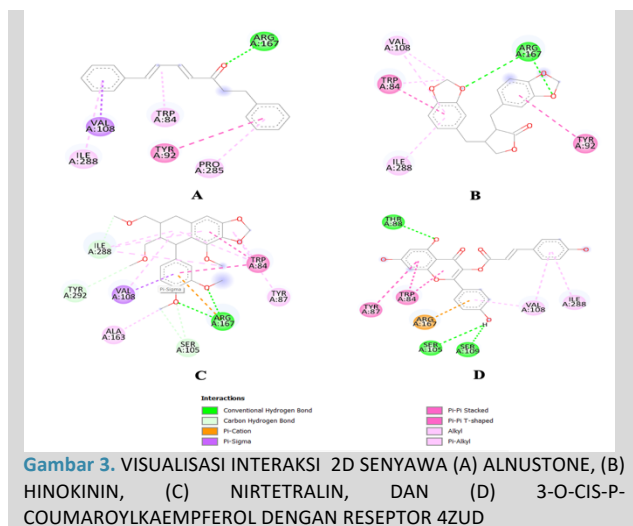 ARG
A:167
VAL
A:108
ARG
A:167
TRP
A:84
TRP
A:84
VAL
A:108
ILE
A:288
TYR
A:92
PRO
A:285
ILE
A:288
TYR
A:92
A
B
ILE
A:288
TRP
A:84
TYR
A:292
VAL
A:108
Pi-Sigma
TYR
A:87
ALA
A:163
ARG
A:167
SER
A:105
C
THR
A:88
TYR
A:87
TRP
A:84
VAL
A:108
ILE
A:288
ARG
A:167
SER
A:105
SER
A:109
H
D
Interactions
Conventional Hydrogen Bond
Carbon Hydrogen Bond
Pi-Cation
Pi-Sigma
Pi-Pi Stacked
Pi-Pi T-shaped
Alkyl
Pi-Alkyl
Gambar 3. VISUALISASI INTERAKSI 2D SENYAWA (A) ALNUSTONE, (B)
HINOKININ, (C) NIRTETRALIN, DAN (D) 3-O-CIS-P-
COUMAROYLKAEMPFEROL DENGAN RESEPTOR 4ZUD